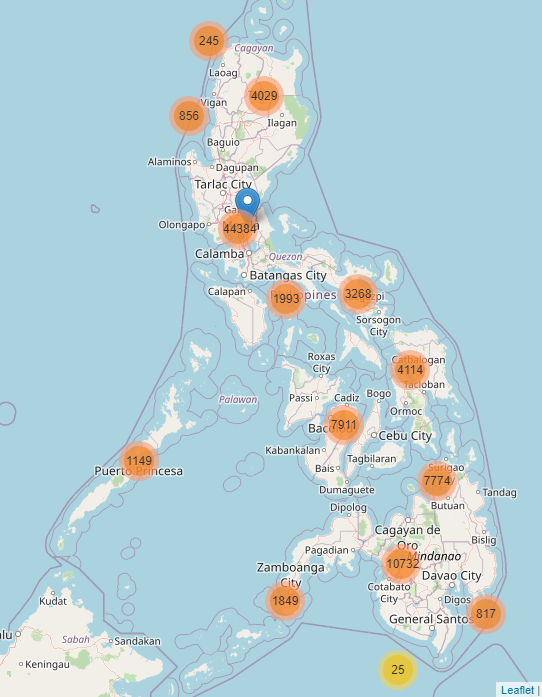 245
Cagayan
Laoag
4029
Vigan
856
Ilagan
Baguio
Alaminos
Dagupan
Tarlac City
Olongapo
44384
Calamba
Quezon
Batangas City
Calapan
1993
3268
Sorsogon
City
Roxas
City
Catbalogan
4114
Tacloban
Palawan
Passi
Cadiz
Bogo
Ormoc
7911
Cebu City
Kabankalan
Bais
Tagbilaran
1149
Puerto Princesa
Surigao
7774
Dumaguete
Tandag
Butuan
Dipolog
Cagayan de
Oro
Bislig
Pagadian
Mindanao
10732
Zamboanga
City
Davao City
Cotabato
City
Digos
1849
817
General Santos
Kudat
Sabah
Sandakan
Keningau
25
Leaflet |